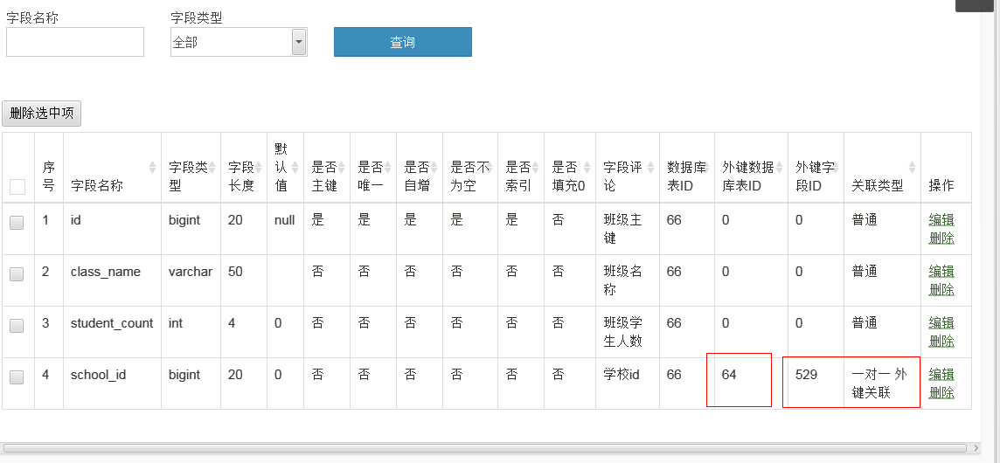 字段名称 字段类型
全部 查询
删除选中项
序号 字段名称 字段类型 字段长度 默认值 是否主键 是否唯一 是否自增 是否不为空 是否索引 是否填充0 字段评论 数据库表ID 外键数据库表ID 外键字段ID 关联类型 操作
1 id bigint 20 null 是 是 是 是 是 否 班级主键 66 0 0 普通 编辑 删除
2 class_name varchar 50 否 否 否 否 否 否 班级名称 66 0 0 普通 编辑 删除
3 student_count int 4 0 否 否 否 否 否 否 班级学生人数 66 0 0 普通 编辑 删除
4 school_id bigint 20 0 否 否 否 否 否 否 学校id 66 64 529 一对一 外键关联 编辑 删除